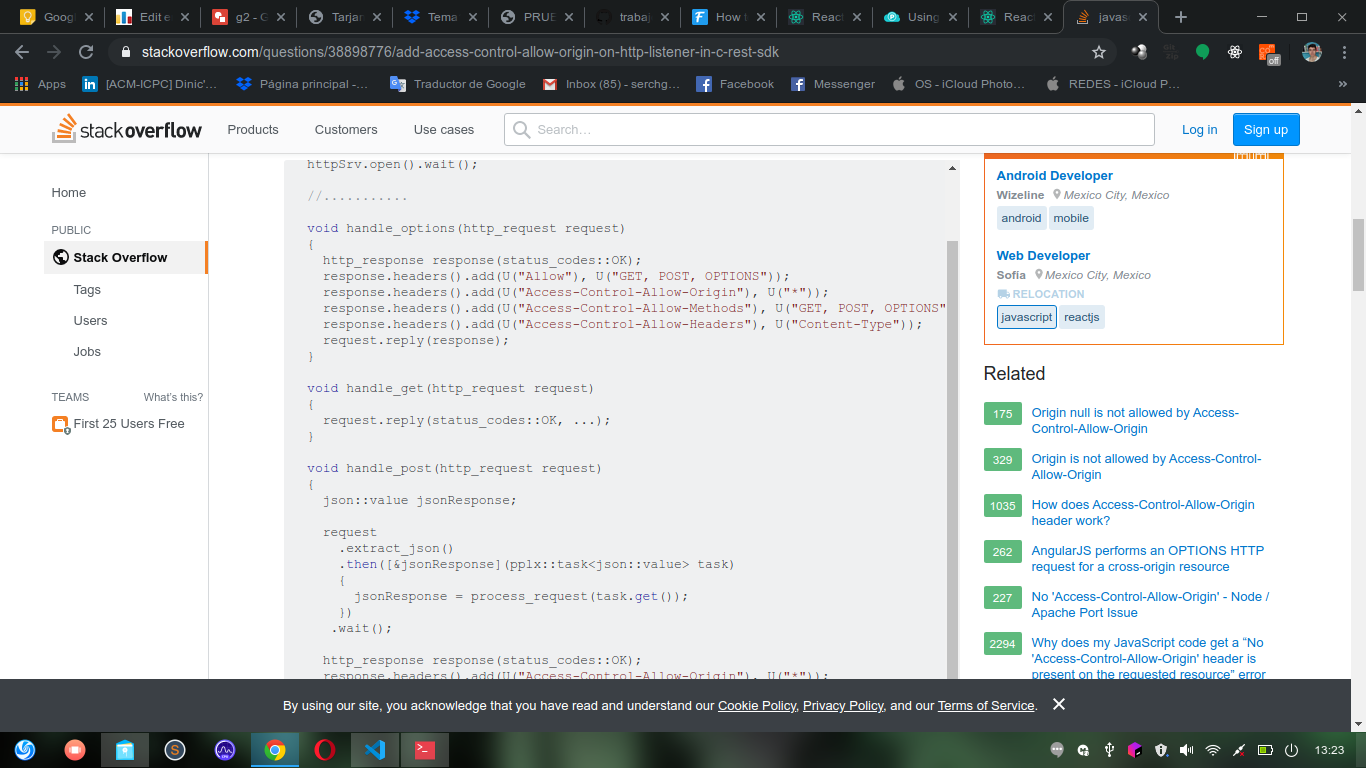 Googl
Edit e
g2 - G
Tarjan
Tema
PRUE
trabaj
How t
React
Using
React
javas
stackoverflow.com/questions/38898776/add-access-control-allow-origin-on-http-listener-in-c-rest-sdk
off
Apps
[ACM-ICPC] Dinic'...
Página principal -...
Traductor de Google
Inbox (85) - serchg...
Facebook
Messenger
OS - iCloud Photo...
REDES - iCloud P...
»
stackoverflow
Products
Customers
Use cases
Search...
Log in
Sign up
Home
PUBLIC
Stack Overflow
Tags
Users
Jobs
TEAMS
What's this?
First 25 Users Free
httpSrv.open().wait();
//...........
void handle_options(http_request request)
{
http_response response(status_codes::OK);
response.headers().add(U("Allow"), U("GET, POST, OPTIONS"));
response.headers().add(U("Access-Control-Allow-Origin"), U("*"));
response.headers().add(U("Access-Control-Allow-Methods"), U("GET, POST, OPTIONS"
response.headers().add(U("Access-Control-Allow-Headers"), U("Content-Type"));
request.reply(response);
}
void handle_get(http_request request)
{
request.reply(status_codes::OK, ...);
}
void handle_post(http_request request)
{
json::value jsonResponse;
request
.extract_json()
.then([&jsonResponse](pplx::task<json::value> task)
{
jsonResponse = process_request(task.get());
})
.wait();
http_response response(status_codes::OK);
response.headers().add(U("Access-Control-Allow-Origin"), U("*"));
Android Developer
Wizeline Mexico City, Mexico
android mobile
Web Developer
Sofía Mexico City, Mexico
RELOCATION
javascript reactjs
Related
175 Origin null is not allowed by Access-
Control-Allow-Origin
329 Origin is not allowed by Access-Control-
Allow-Origin
1035 How does Access-Control-Allow-Origin
header work?
262 AngularJS performs an OPTIONS HTTP
request for a cross-origin resource
227 No 'Access-Control-Allow-Origin' - Node /
Apache Port Issue
2294 Why does my JavaScript code get a “No
'Access-Control-Allow-Origin' header is
present on the requested resource” error
By using our site, you acknowledge that you have read and understand our Cookie Policy, Privacy Policy, and our Terms of Service.
13:23